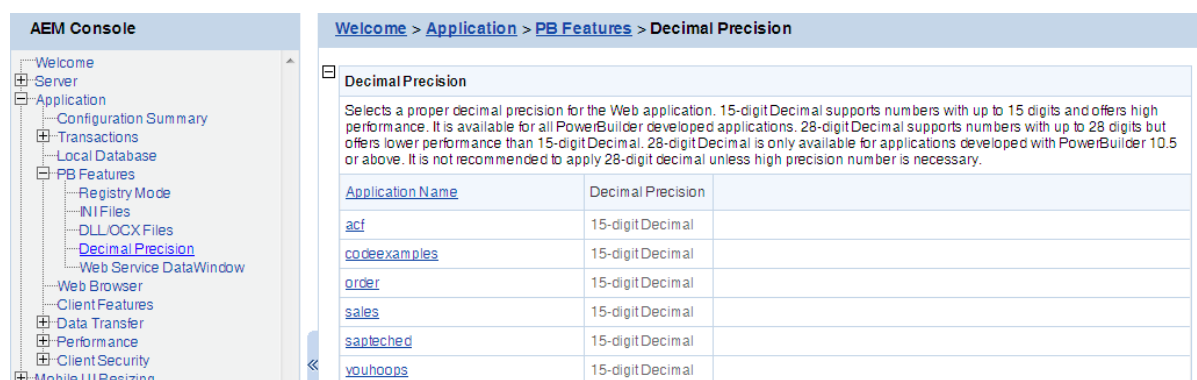 AEM Console
Welcome
Server
Application
Configuration Summary
Transactions
Local Database
PB Features
Registry Mode
INI Files
DLL/OCX Files
Decimal Precision
Web Service DataWindow
Web Browser
Client Features
Data Transfer
Performance
Client Security
Mobile UI Resizing
«
Welcome > Application > PB Features > Decimal Precision
Decimal Precision
Selects a proper decimal precision for the Web application. 15-digit Decimal supports numbers with up to 15 digits and offers high
performance. It is available for all PowerBuilder developed applications. 28-digit Decimal supports numbers with up to 28 digits but
offers lower performance than 15-digit Decimal. 28-digit Decimal is only available for applications developed with PowerBuilder 10.5
or above. It is not recommended to apply 28-digit decimal unless high precision number is necessary.
Application Name Decimal Precision
acf 15-digit Decimal
codeexamples 15-digit Decimal
order 15-digit Decimal
sales 15-digit Decimal
sapteched 15-digit Decimal
youhoops 15-digit Decimal